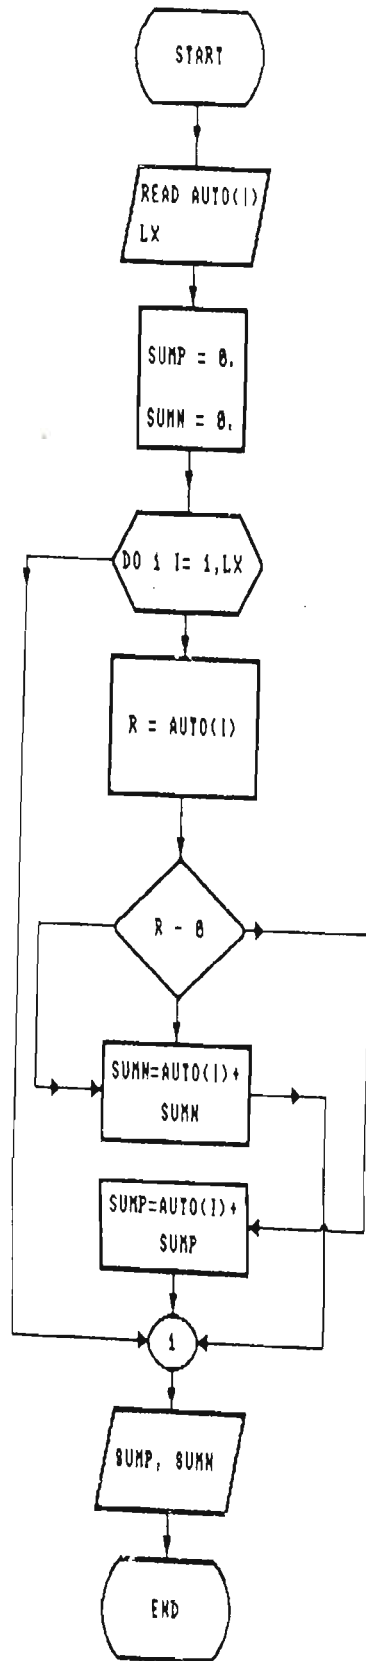 START
READ AUTO(I)
LX
SUMP = 0.
SUMN = 0.
DO 1 I= 1,LX
R = AUTO(I)
R - 0
SUMN=AUTO(I)+
SUMN
SUMP=AUTO(I)+
SUMP
1
SUMP, SUMN
END